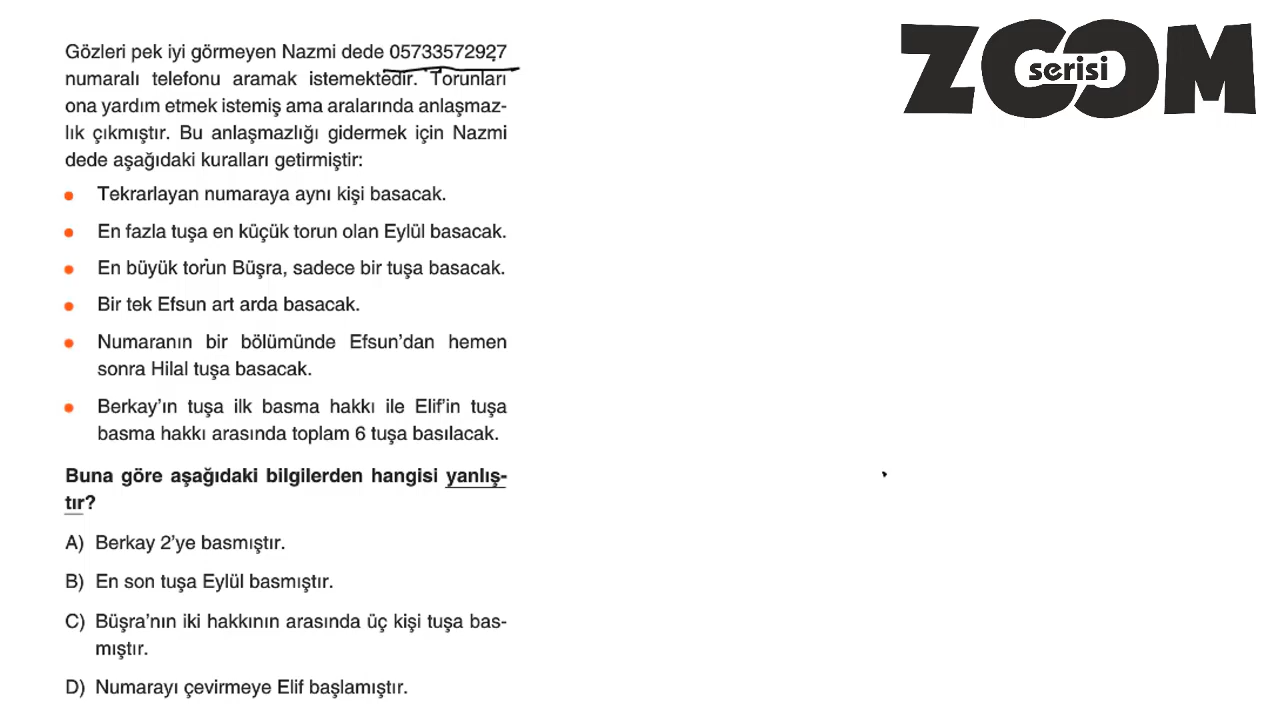 Gözleri pek iyi görmeyen Nazmi dede 05733572927
numaralı telefonu aramak istemektedir. Torunları
ona yardım etmek istemiş ama aralarında anlaşmaz-
lık çıkmıştır. Bu anlaşmazlığı gidermek için Nazmi
dede aşağıdaki kuralları getirmiştir:
• Tekrarlayan numaraya aynı kişi basacak.
• En fazla tuşa en küçük torun olan Eylül basacak.
• En büyük torun Büşra, sadece bir tuşa basacak.
• Bir tek Efsun art arda basacak.
• Numaranın bir bölümünde Efsun’dan hemen
sonra Hilal tuşa basacak.
• Berkay’ın tuşa ilk basma hakkı ile Elif’in tuşa
basma hakkı arasında toplam 6 tuşa basılacak.
Buna göre aşağıdaki bilgilerden hangisi yanlış-
tır?
A) Berkay 2’ye basmıştır.
B) En son tuşa Eylül basmıştır.
C) Büşra’nın iki hakkının arasında üç kişi tuşa bas-
mıştır.
D) Numarayı çevirmeye Elif başlamıştır.
ZOOM
serisi